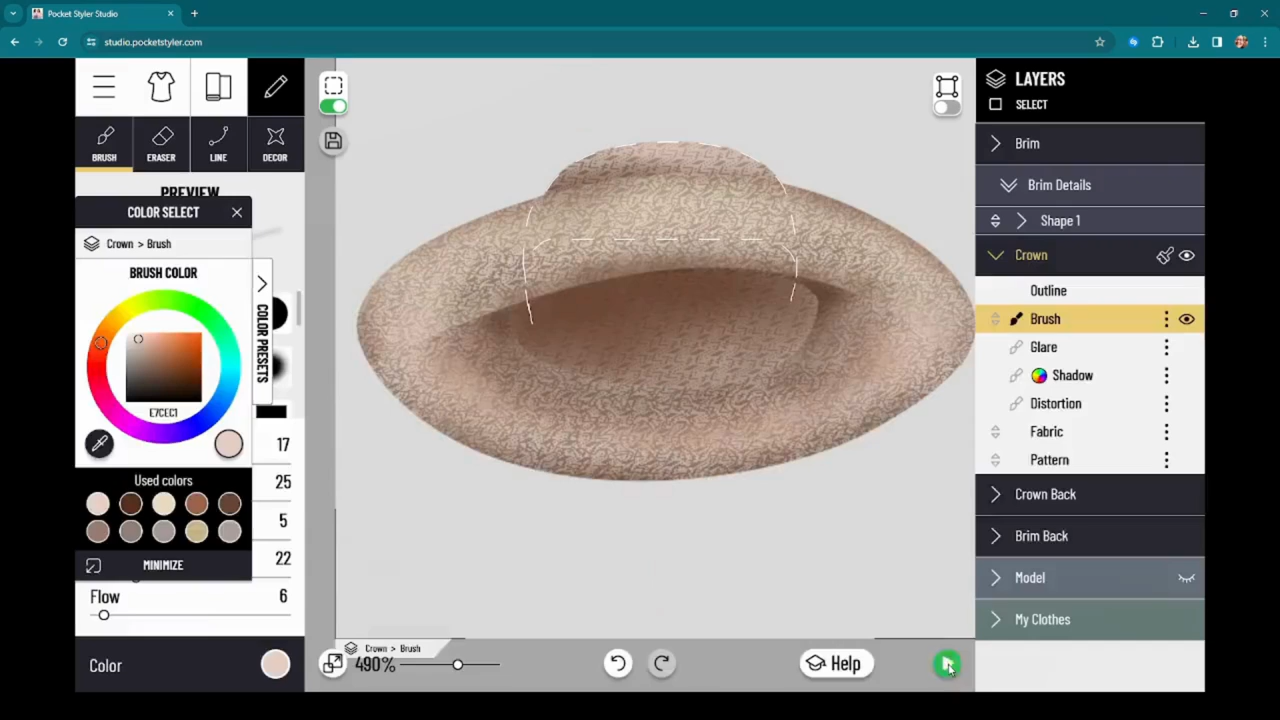 Pocket Styler Studio
studio.pocketstyler.com
BRUSH
ERASER
LINE
DECOR
PREVIEW
COLOR SELECT
Crown > Brush
BRUSH COLOR
E7CEC1
COLOR PRESETS
Used colors
MINIMIZE
17
25
5
22
Flow 6
Color
Crown > Brush
490%
Help
LAYERS
SELECT
Brim
Brim Details
Shape 1
Crown
Outline
Brush
Glare
Shadow
Distortion
Fabric
Pattern
Crown Back
Brim Back
Model
My Clothes